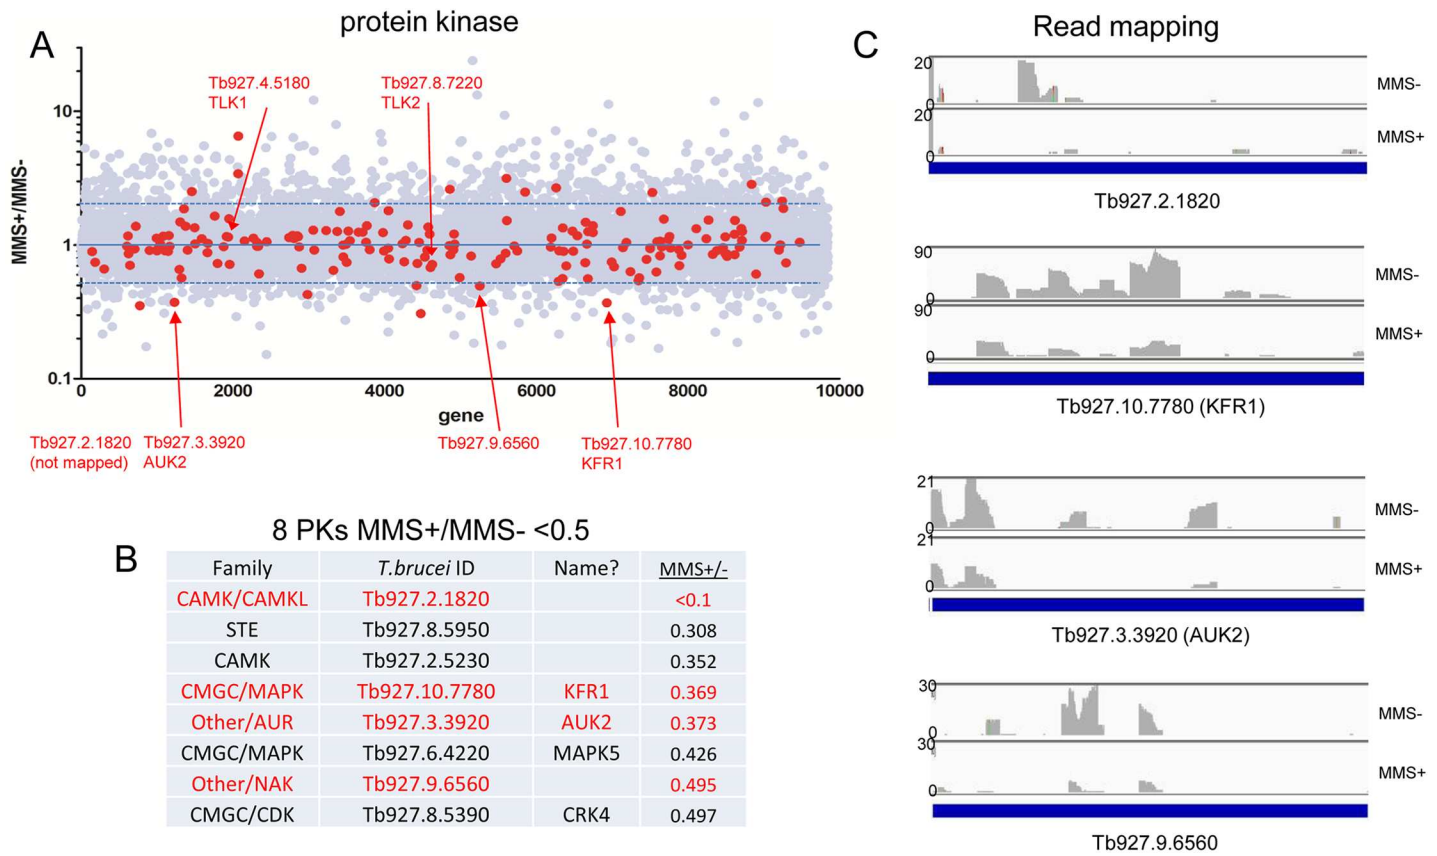 protein kinase
A
Tb927.4.5180
TLK1
Tb927.8.7220
TLK2
MMS+/MMS-
10
1
0.1
0 2000 4000 6000 8000 10000
gene
Tb927.2.1820
(not mapped)
Tb927.3.3920
AUK2
Tb927.9.6560
Tb927.10.7780
KFR1
B
8 PKs MMS+/MMS- <0.5
Family T.brucei ID Name? MMS+/-
CAMK/CAMKL Tb927.2.1820 <0.1
STE Tb927.8.5950 0.308
CAMK Tb927.2.5230 0.352
CMGC/MAPK Tb927.10.7780 KFR1 0.369
Other/AUR Tb927.3.3920 AUK2 0.373
CMGC/MAPK Tb927.6.4220 MAPK5 0.426
Other/NAK Tb927.9.6560 0.495
CMGC/CDK Tb927.8.5390 CRK4 0.497
C
Read mapping
20
0
MMS-
20
0
MMS+
Tb927.2.1820
90
0
MMS-
90
0
MMS+
Tb927.10.7780 (KFR1)
21
0
MMS-
21
0
MMS+
Tb927.3.3920 (AUK2)
30
0
MMS-
30
0
MMS+
Tb927.9.6560